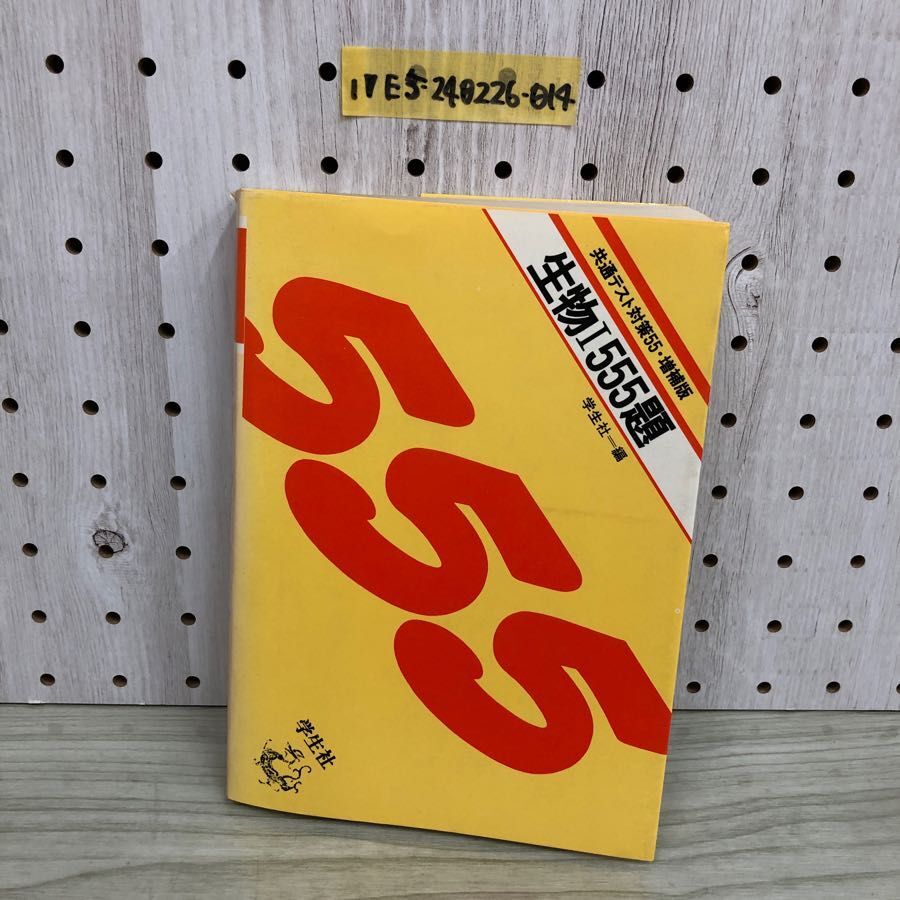 1VE5-240226-014
共通テスト対策55・増補版
生物I555題
学生社=編
555
学生社